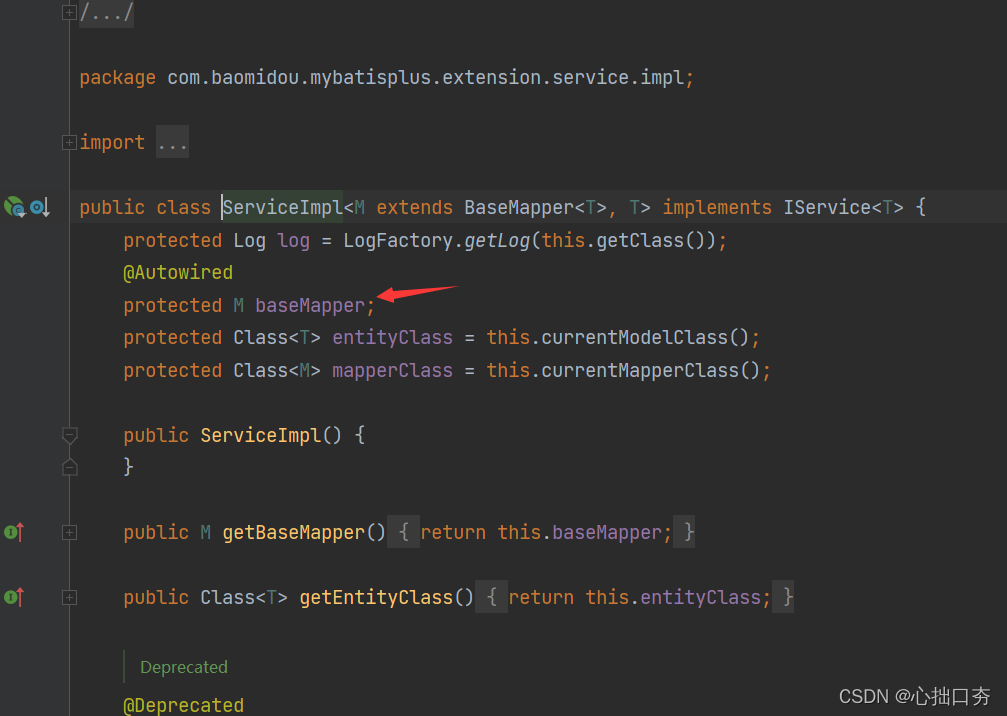 /.../
package com.baomidou.mybatisplus.extension.service.impl;
import ...
public class ServiceImpl<M extends BaseMapper<T>, T> implements IService<T> {
protected Log log = LogFactory.getLog(this.getClass());
@Autowired
protected M baseMapper;
protected Class<T> entityClass = this.currentModelClass();
protected Class<M> mapperClass = this.currentMapperClass();
public ServiceImpl() {
}
public M getBaseMapper() { return this.baseMapper; }
public Class<T> getEntityClass() { return this.entityClass; }
Deprecated
@Deprecated
CSDN @心拙口夯